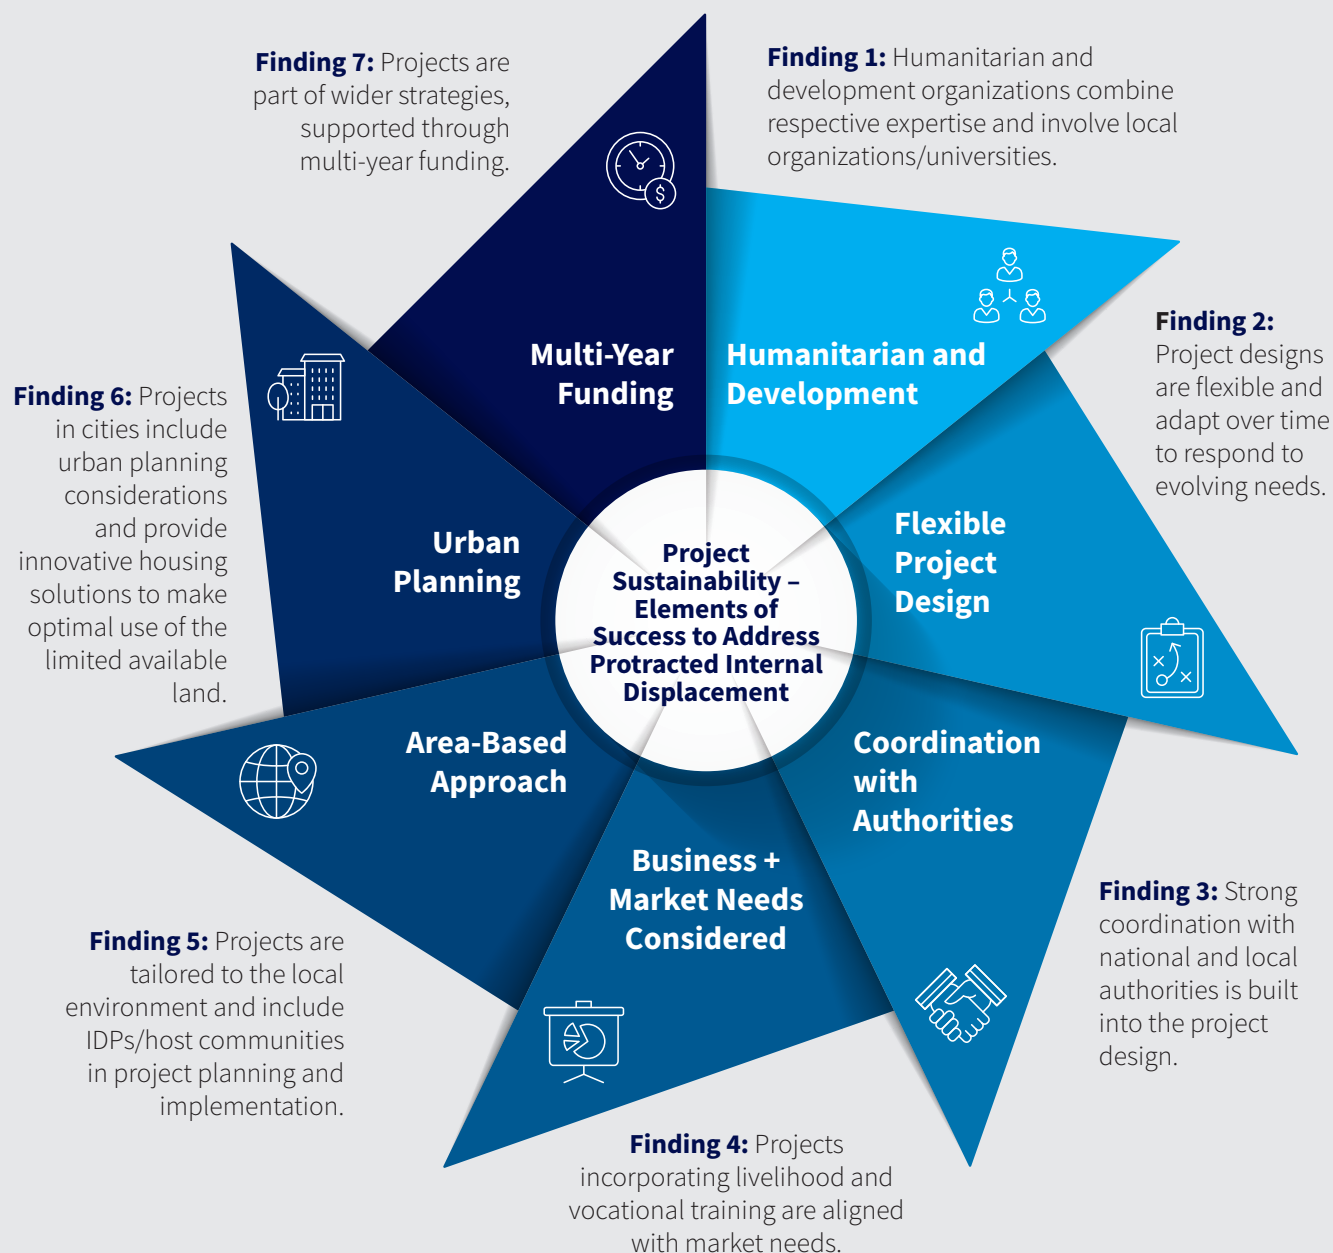 Finding 7: Projects are
part of wider strategies,
supported through
multi-year funding.
Finding 1: Humanitarian and
development organizations combine
respective expertise and involve local
organizations/universities.
$
Multi-Year
Funding
Humanitarian and
Development
Finding 2:
Project designs
are flexible and
adapt over time
to respond to
evolving needs.
Finding 6: Projects
in cities include
urban planning
considerations
and provide
innovative housing
solutions to make
optimal use of the
limited available
land.
Urban
Planning
Flexible
Project
Design
Project
Sustainability –
Elements of
Success to Address
Protracted Internal
Displacement
Area-Based
Approach
Coordination
with
Authorities
Business +
Market Needs
Considered
Finding 3: Strong
coordination with
national and local
authorities is built
into the project
design.
Finding 5: Projects are
tailored to the local
environment and include
IDPs/host communities
in project planning and
implementation.
Finding 4: Projects
incorporating livelihood and
vocational training are aligned
with market needs.